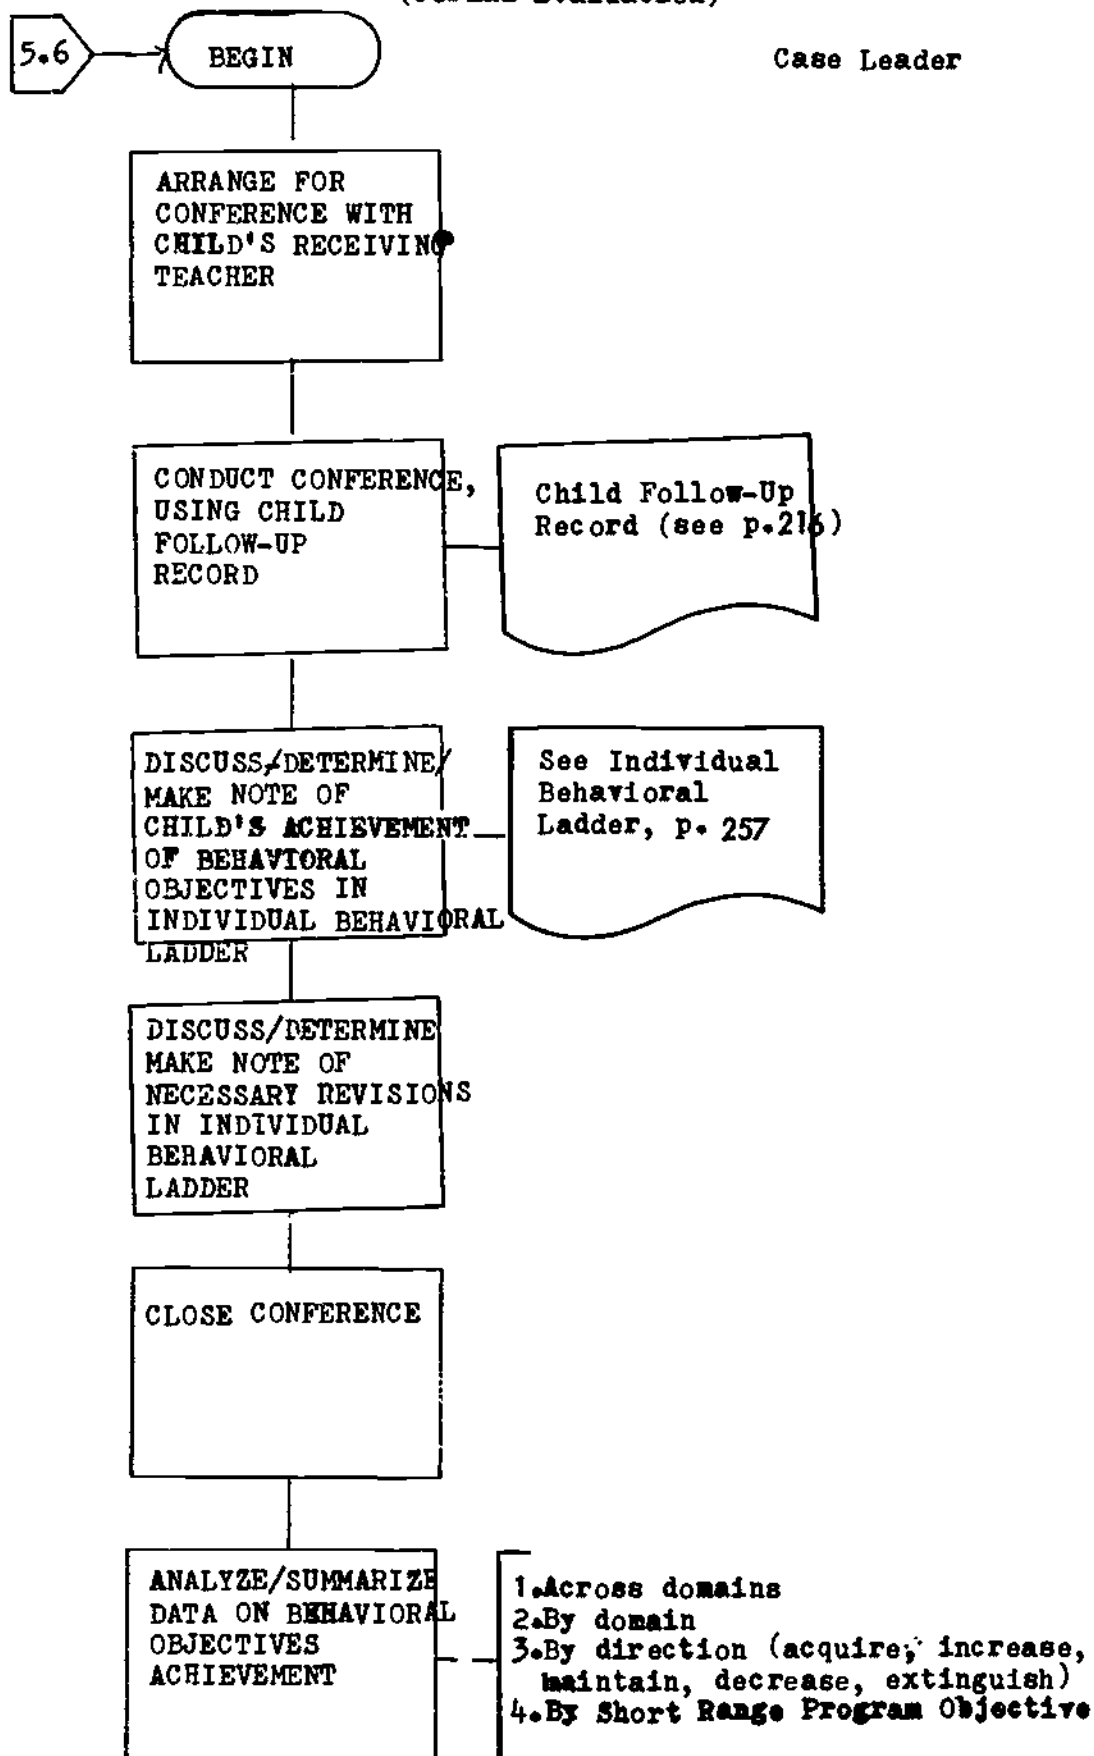 5.6
BEGIN
Case Leader
ARRANGE FOR
CONFERENCE WITH
CHILD'S RECEIVING
TEACHER
CONDUCT CONFERENCE,
USING CHILD
FOLLOW-UP
RECORD
Child Follow-Up
Record (see p.216)
DISCUSS/DETERMINE/
MAKE NOTE OF
CHILD'S ACHIEVEMENT
OF BEHAVIORAL
OBJECTIVES IN
INDIVIDUAL BEHAVIORAL
LADDER
See Individual
Behavioral
Ladder, p. 257
DISCUSS/DETERMINE
MAKE NOTE OF
NECESSARY REVISIONS
IN INDIVIDUAL
BEHAVIORAL
LADDER
CLOSE CONFERENCE
ANALYZE/SUMMARIZE
DATA ON BEHAVIORAL
OBJECTIVES
ACHIEVEMENT
1.Across domains
2.By domain
3.By direction (acquire, increase,
maintain, decrease, extinguish)
4.By Short Range Program Objective